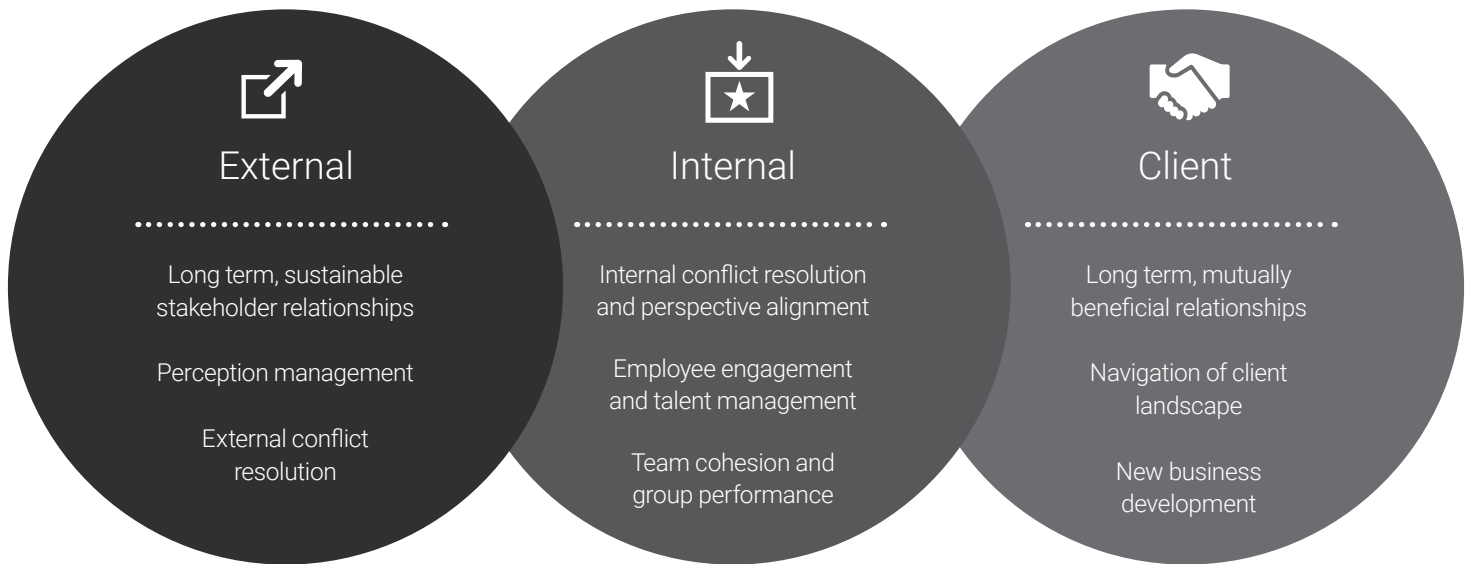 External
Long term, sustainable
stakeholder relationships
Perception management
External conflict
resolution
Internal
Internal conflict resolution
and perspective alignment
Employee engagement
and talent management
Team cohesion and
group performance
Client
Long term, mutually
beneficial relationships
Navigation of client
landscape
New business
development